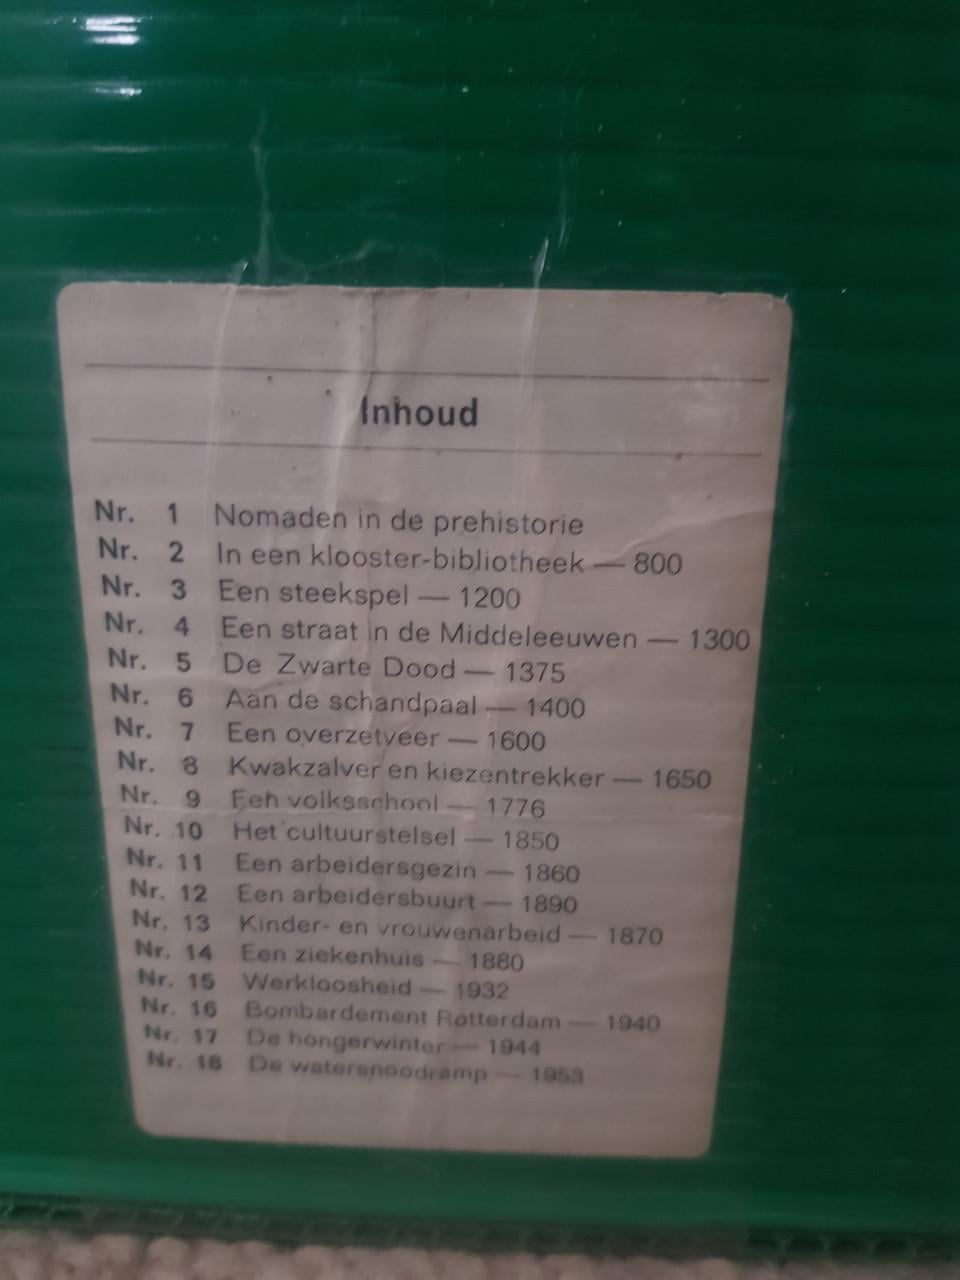 Inhoud
Nr. 1 Nomaden in de prehistorie
Nr. 2 In een klooster-bibliotheek — 800
Nr. 3 Een steekspel — 1200
Nr. 4 Een straat in de Middeleeuwen — 1300
Nr. 5 De Zwarte Dood — 1375
Nr. 6 Aan de schandpaal — 1400
Nr. 7 Een overzetveer — 1600
Nr. 8 Kwakzalver en kiezentrekker — 1650
Nr. 9 Een volksschool — 1776
Nr. 10 Het cultuurstelsel — 1850
Nr. 11 Een arbeidersgezin — 1860
Nr. 12 Een arbeidersbuurt — 1890
Nr. 13 Kinder- en vrouwenarbeid — 1870
Nr. 14 Een ziekenhuis — 1880
Nr. 15 Werkloosheid — 1932
Nr. 16 Bombardement Rotterdam — 1940
Nr. 17 De hongerwinter — 1944
Nr. 18 De watersnoodramp — 1953